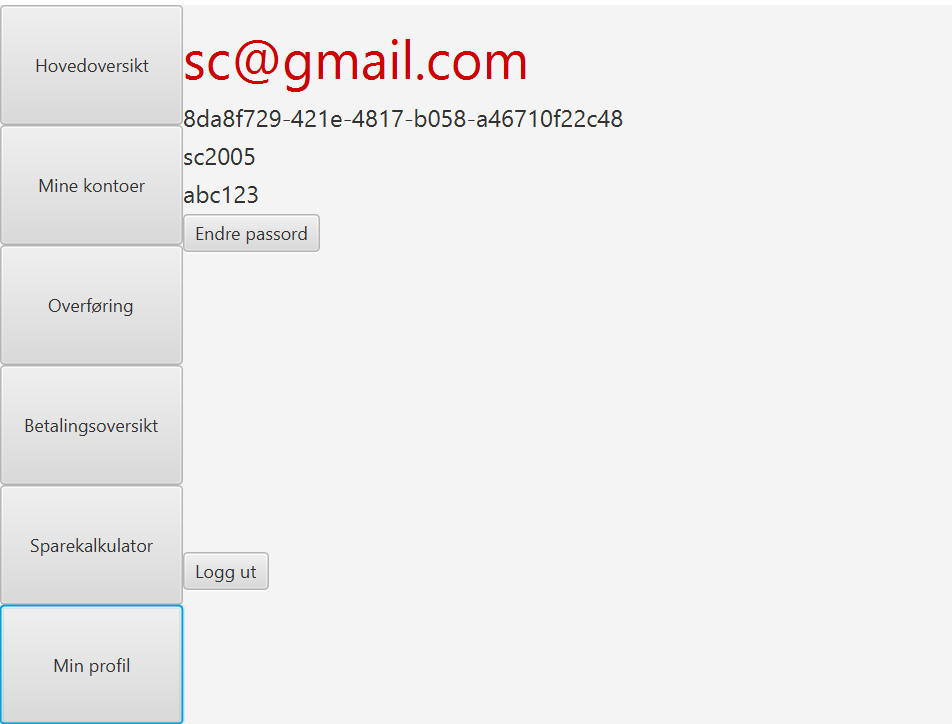 Hovedoversikt
Mine kontoer
Overføring
Betalingsoversikt
Sparekalkulator
Min profil
sc@gmail.com
8da8f729-421e-4817-b058-a46710f22c48
sc2005
abc123
Endre passord
Logg ut